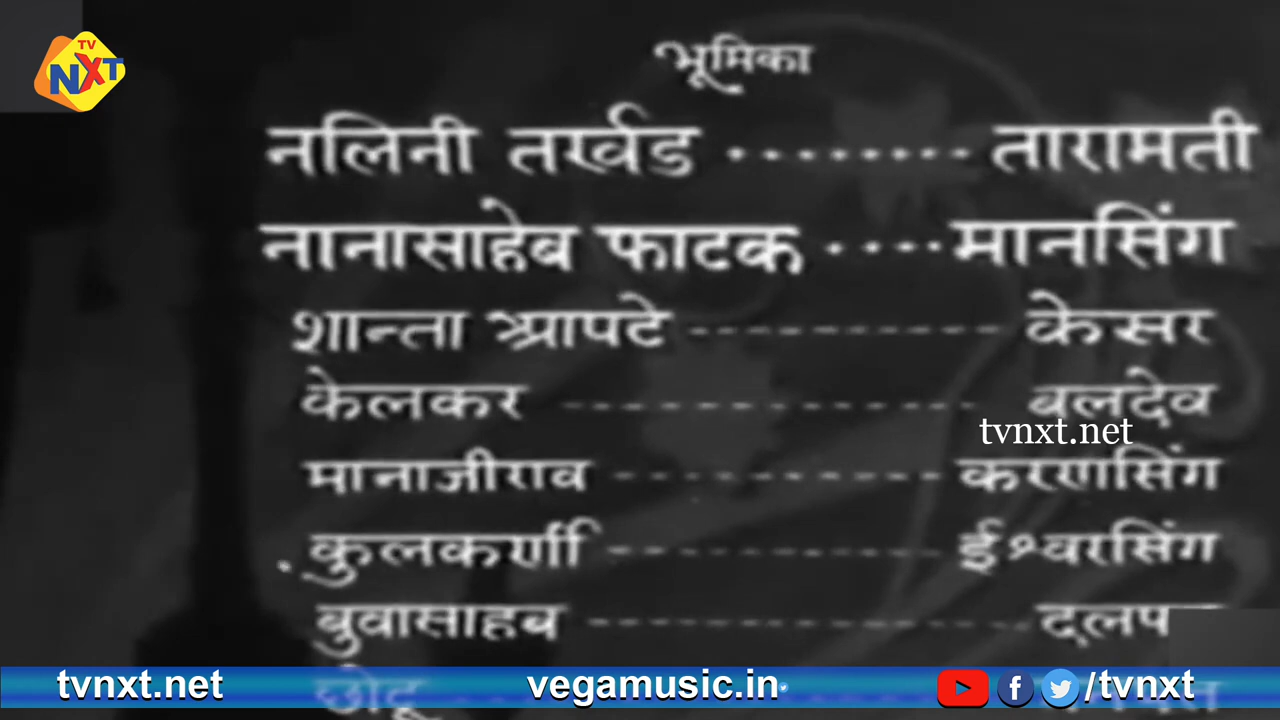 TV
NXT
भूमिका
नलिनी तर्खड ........ तारामती
नानासाहेब फाटक .... मानसिंग
शान्ता आपटे ----------- केसर
केलकर -------------- बलदेव
tvnxt.net
मानाजीराव ----------- करणसिंग
कुलकर्णी ----------- ईश्वरसिंग
बुवासाहब --------------
छोटू
tvnxt.net vegamusic.in /tvnxt